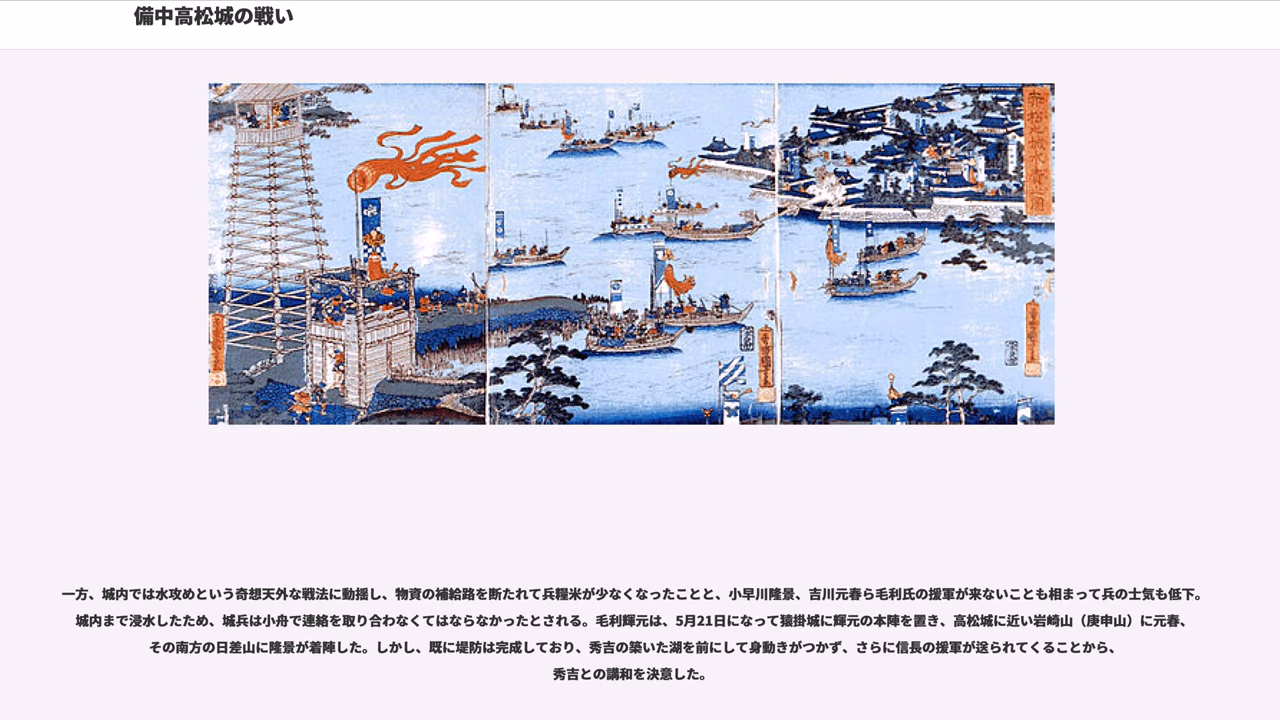 備中高松城の戦い
赤松之城水責之図
一方、城内では水攻めという奇想天外な戦法に動揺し、物資の補給路を断たれて兵糧米が少なくなったことと、小早川隆景、吉川元春ら毛利氏の援軍が来ないことも相まって兵の士気も低下。
城内まで浸水したため、城兵は小舟で連絡を取り合わなくてはならなかったとされる。毛利輝元は、5月21日になって猿掛城に輝元の本陣を置き、高松城に近い岩崎山（庚申山）に元春、
その南方の日差山に隆景が着陣した。しかし、既に堤防は完成しており、秀吉の築いた湖を前にして身動きがつかず、さらに信長の援軍が送られてくることから、
秀吉との講和を決意した。